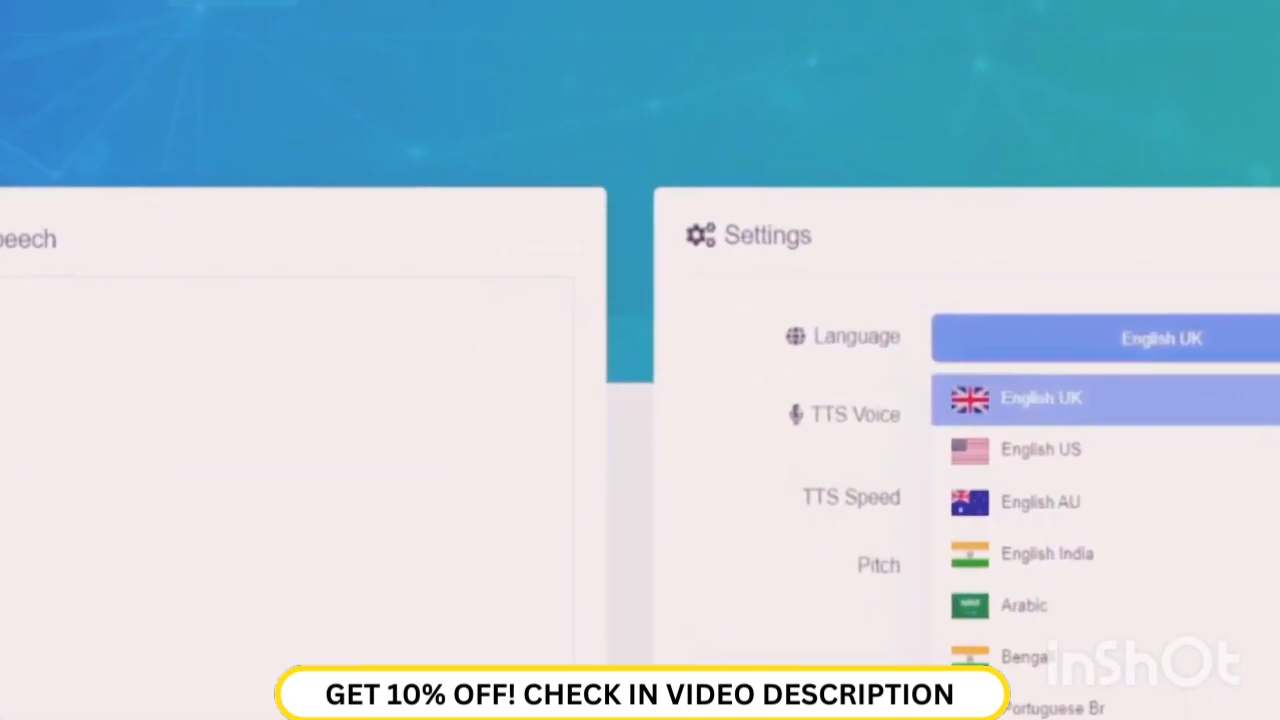 peech
Settings
Language
English UK
English UK
TTS Voice
English US
TTS Speed
English AU
English India
Pitch
Arabic
Benga
InShOt
Portuguese Br
GET 10% OFF! CHECK IN VIDEO DESCRIPTION